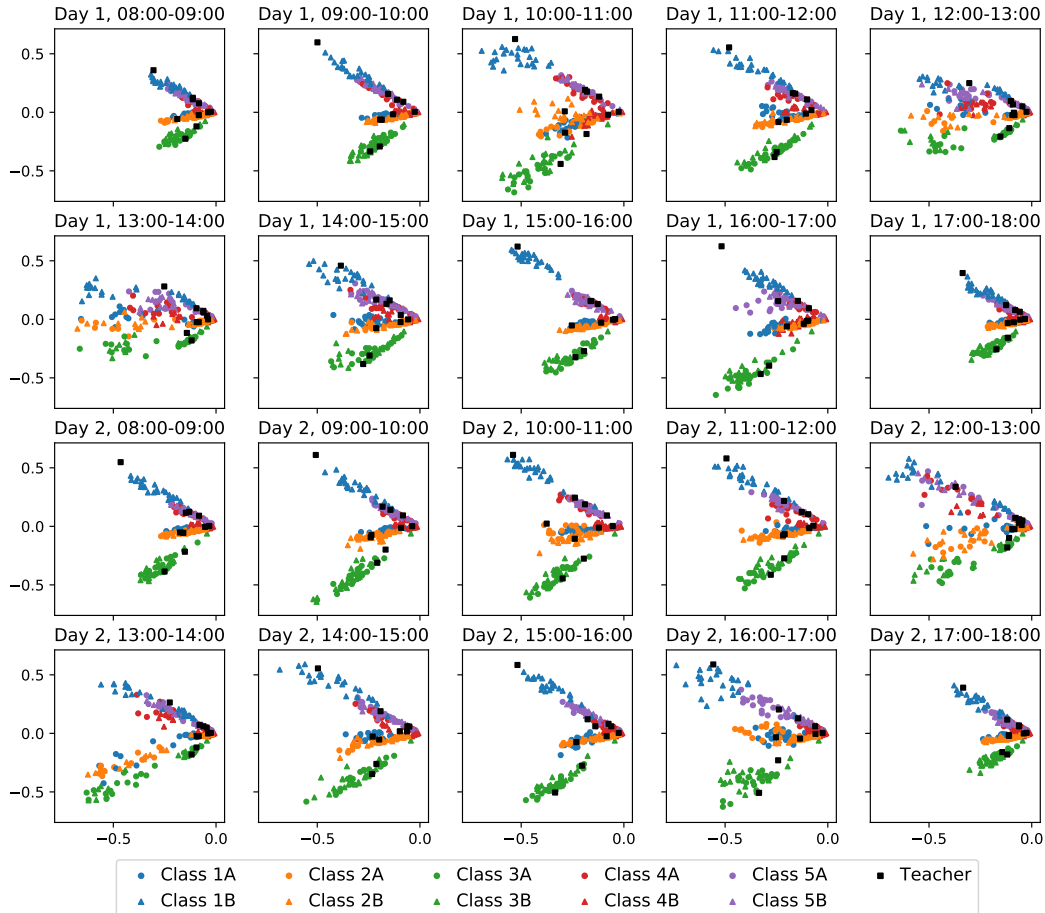 Day 1, 08:00-09:00 Day 1, 09:00-10:00 Day 1, 10:00-11:00 Day 1, 11:00-12:00 Day 1, 12:00-13:00
0.5
0.0
−0.5
Day 1, 13:00-14:00 Day 1, 14:00-15:00 Day 1, 15:00-16:00 Day 1, 16:00-17:00 Day 1, 17:00-18:00
0.5
0.0
−0.5
Day 2, 08:00-09:00 Day 2, 09:00-10:00 Day 2, 10:00-11:00 Day 2, 11:00-12:00 Day 2, 12:00-13:00
0.5
0.0
−0.5
Day 2, 13:00-14:00 Day 2, 14:00-15:00 Day 2, 15:00-16:00 Day 2, 16:00-17:00 Day 2, 17:00-18:00
0.5
0.0
−0.5
−0.5 0.0 −0.5 0.0 −0.5 0.0 −0.5 0.0 −0.5 0.0
Class 1A Class 2A Class 3A Class 4A Class 5A Teacher
Class 1B Class 2B Class 3B Class 4B Class 5B